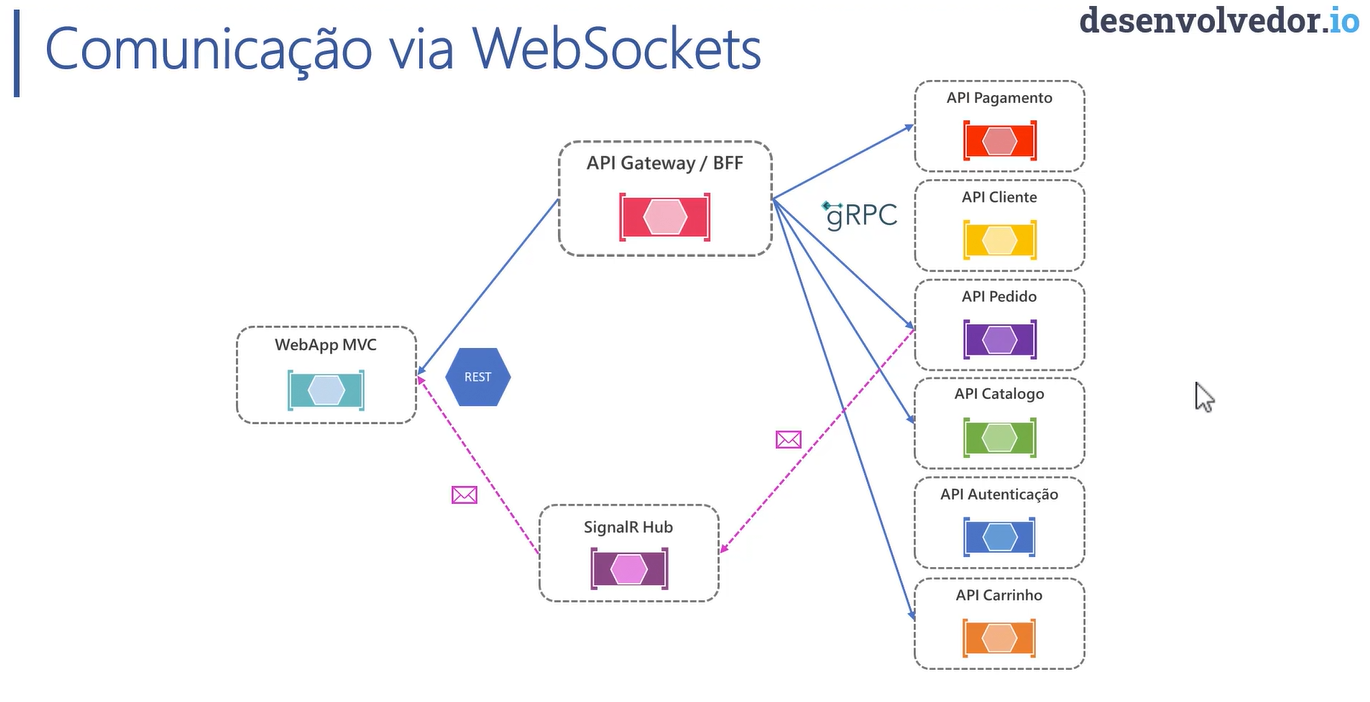 desenvolvedor.io
Comunicação via WebSockets
API Gateway / BFF
gRPC
WebApp MVC
REST
SignalR Hub
API Pagamento
API Cliente
API Pedido
API Catalogo
API Autenticação
API Carrinho